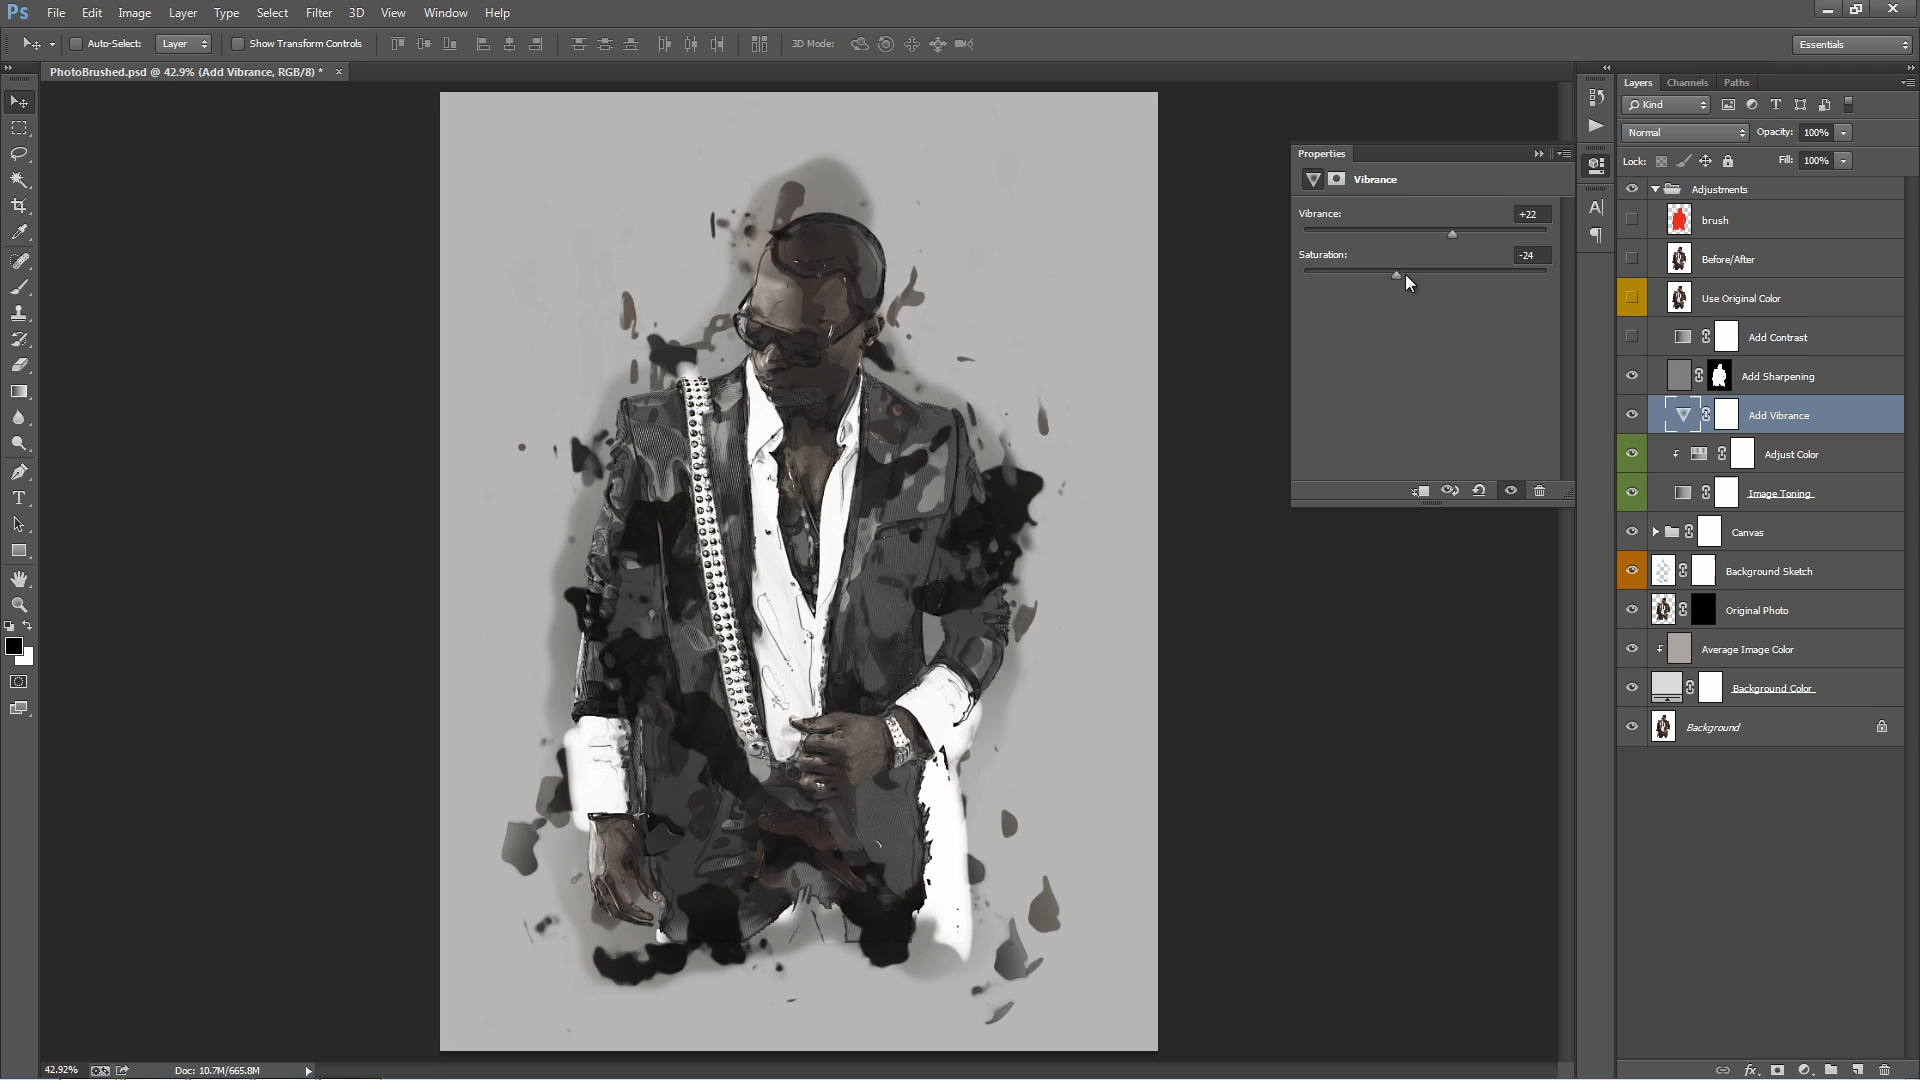 Ps File Edit Image Layer Type Select Filter 3D View Window Help
Auto-Select: Layer Show Transform Controls 3D Mode: Essentials
PhotoBrushed.psd @ 42.9% (Add Vibrance, RGB/8) * ×
Layers Channels Paths
Kind T
Normal Opacity: 100%
Lock: Fill: 100%
Properties
Vibrance
Vibrance: +22
Saturation: -24
A
T
Adjustments
brush
Before/After
Use Original Color
Add Contrast
Add Sharpening
Add Vibrance
Adjust Color
Image Toning
Canvas
Background Sketch
Original Photo
Average Image Color
Background Color
Background
42.92% Doc: 10.7M/665.8M
fx